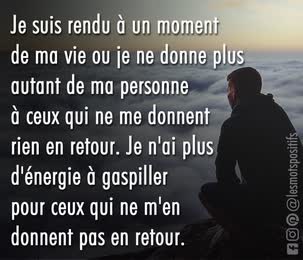 Je suis rendu à un moment
de ma vie ou je ne donne plus
autant de ma personne
à ceux qui ne me donnent
rien en retour. Je n'ai plus
d'énergie à gaspiller
pour ceux qui ne m'en
donnent pas en retour.
@lesmotspositifs